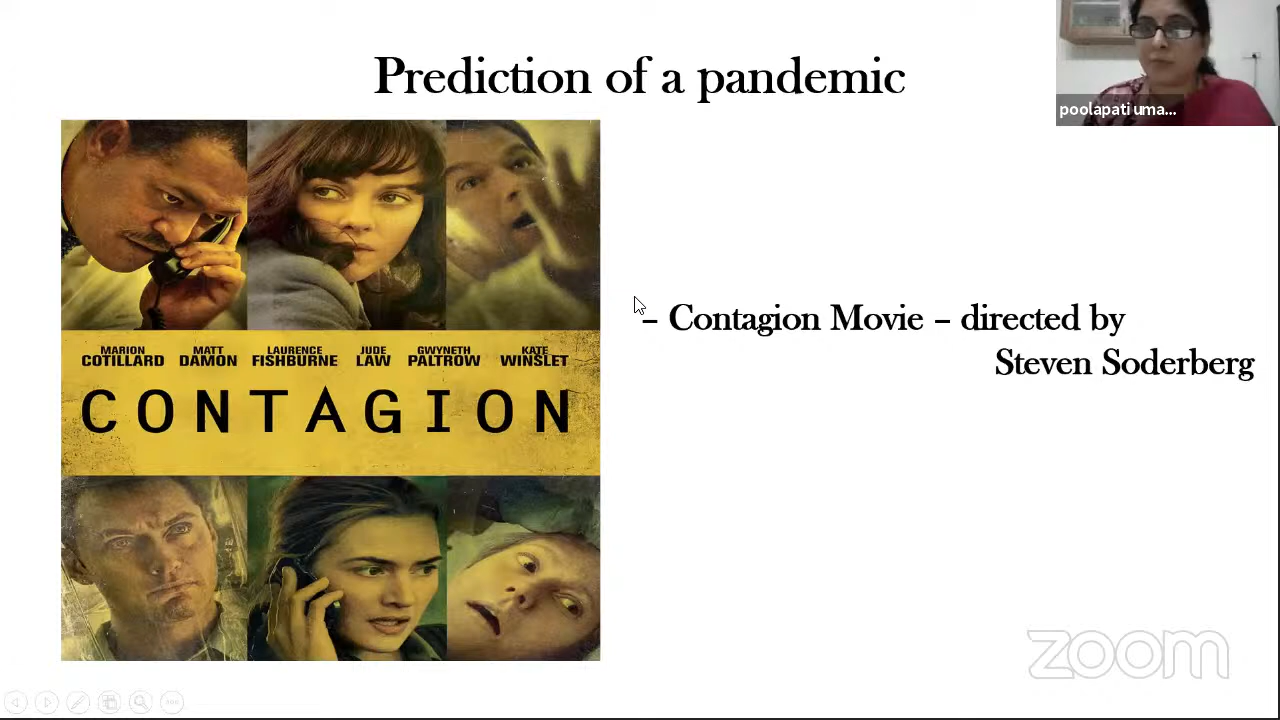 Prediction of a pandemic
poolapati uma...
MARION COTILLARD
MATT DAMON
LAURENCE FISHBURNE
JUDE LAW
GWYNETH PALTROW
KATE WINSLET
CONTAGION
– Contagion Movie – directed by
Steven Soderberg
zoom